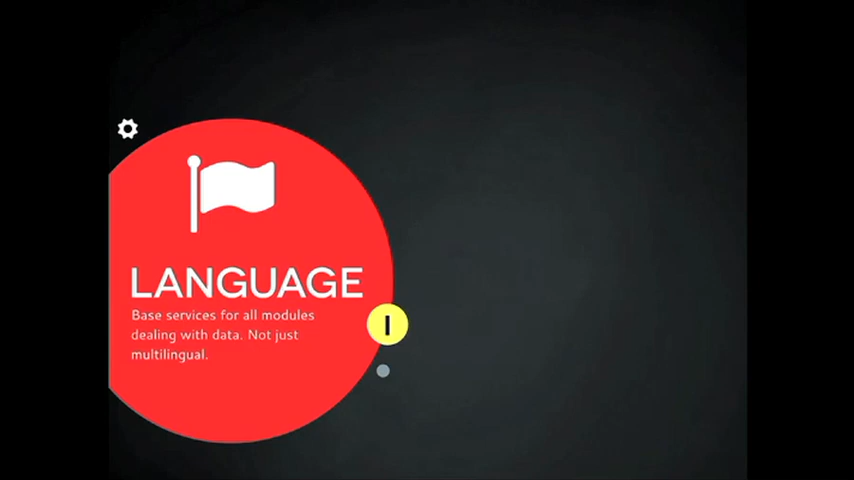 LANGUAGE
Base services for all modules
dealing with data. Not just
multilingual.
I